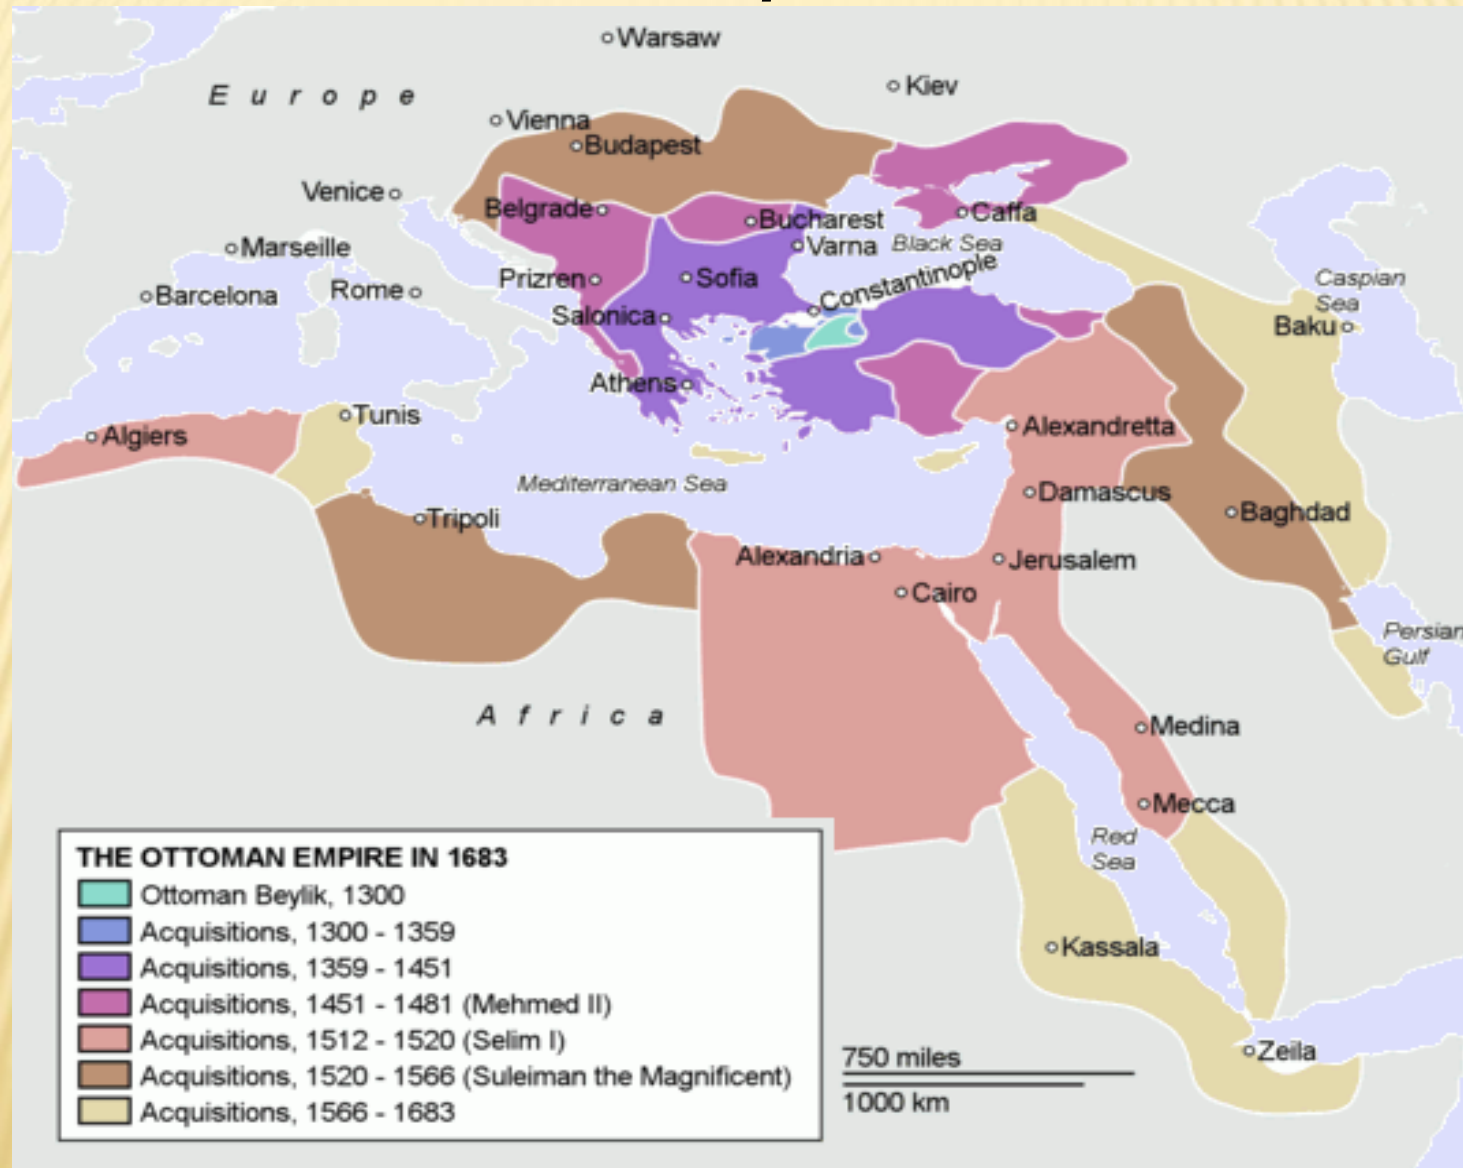 Warsaw
Kiev
Europe
Vienna
Budapest
Venice
Belgrade
Bucharest
Caffa
Marseille
Varna
Black Sea
Prizren
Sofia
Constantinople
Caspian
Sea
Barcelona
Rome
Salonica
Baku
Athens
Tunis
Algiers
Alexandretta
Mediterranean Sea
Damascus
Tripoli
Baghdad
Alexandria
Jerusalem
Cairo
Persian
Gulf
Africa
Medina
Mecca
Red
Sea
Kassala
Zeila
THE OTTOMAN EMPIRE IN 1683
Ottoman Beylik, 1300
Acquisitions, 1300 - 1359
Acquisitions, 1359 - 1451
Acquisitions, 1451 - 1481 (Mehmed II)
Acquisitions, 1512 - 1520 (Selim I)
Acquisitions, 1520 - 1566 (Suleiman the Magnificent)
Acquisitions, 1566 - 1683
750 miles
1000 km